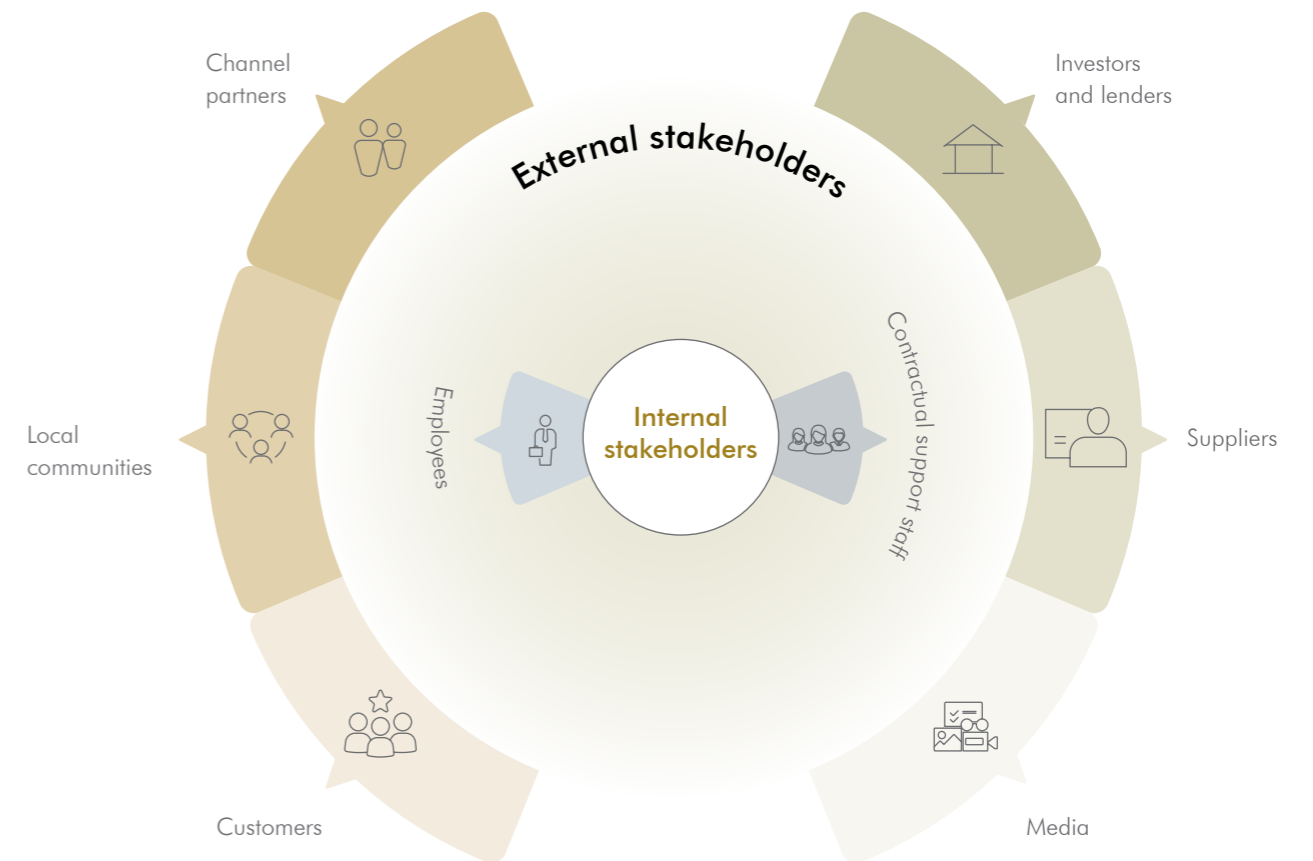 Channel
partners
Investors
and lenders
External stakeholders
Contractual support staff
Employees
Internal
stakeholders
Local
communities
Suppliers
Customers
Media